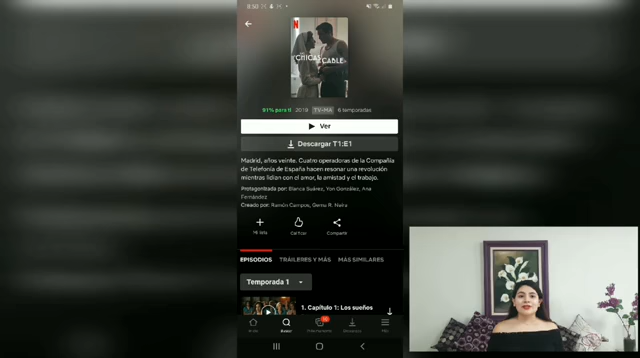 8:50
N
CHICAS
CABLE
91% para ti 2018 TV-MA 6 temporadas
Ver
Descargar T1:E1
Madrid, años veinte. Cuatro operadoras de la Compañía
de Telefonía de España hacen resonar una revolución
mientras lidian con el amor, la amistad y el trabajo.
Protagonizada por: Blanca Suárez, Yon González, Ana
Fernández
Creado por: Ramón Campos, Gema R. Neira
Mi lista Calificar Compartir
EPISODIOS TRÁILERES Y MÁS MÁS SIMILARES
Temporada 1
1. Capítulo 1: Los sueños
Buscar